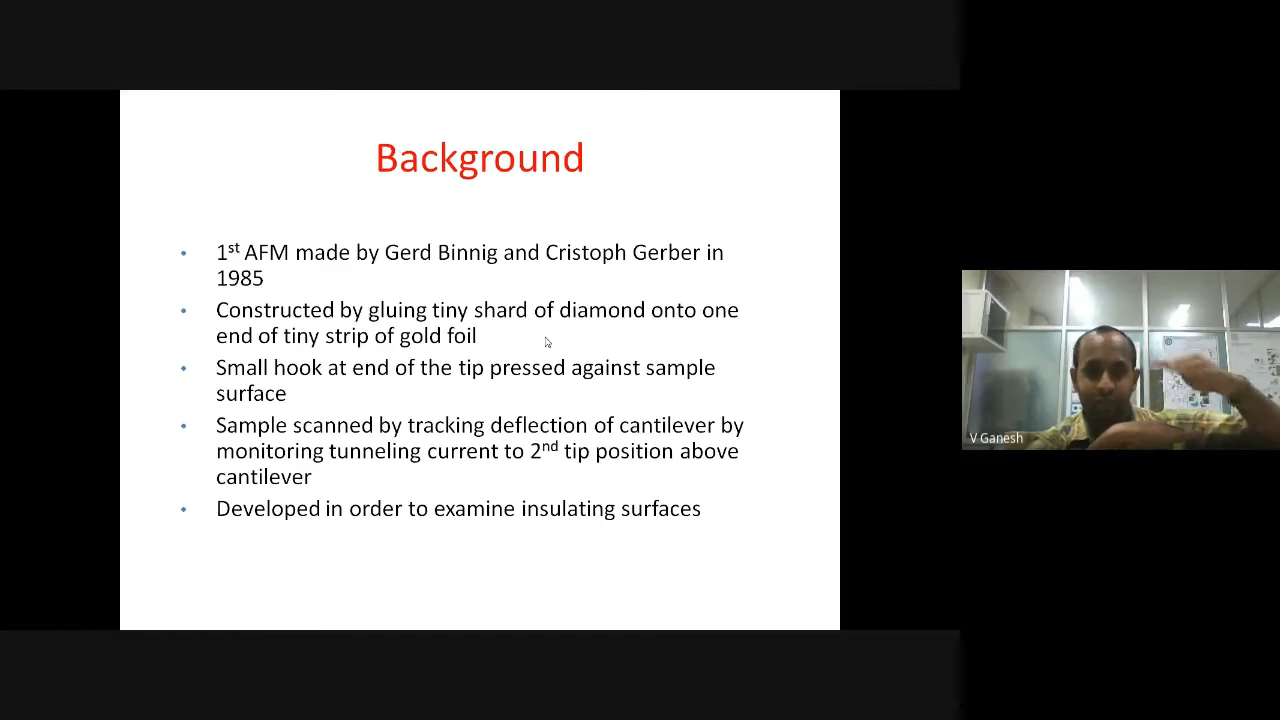 Background
• 1st AFM made by Gerd Binnig and Cristoph Gerber in
1985
• Constructed by gluing tiny shard of diamond onto one
end of tiny strip of gold foil
• Small hook at end of the tip pressed against sample
surface
• Sample scanned by tracking deflection of cantilever by
monitoring tunneling current to 2nd tip position above
cantilever
• Developed in order to examine insulating surfaces
V Ganesh